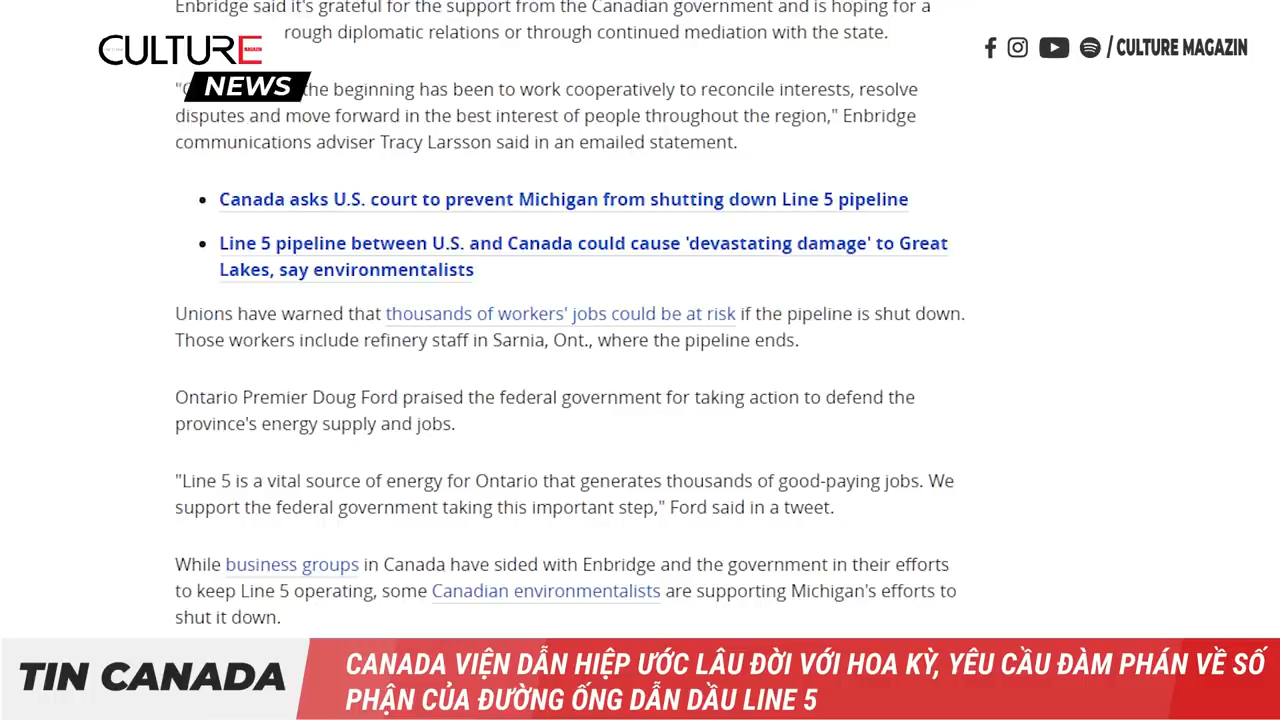 Enbridge said it's grateful for the support from the Canadian government and is hoping for a
rough diplomatic relations or through continued mediation with the state.
CULTURE
MAGAZIN
NEWS
/ CULTURE MAGAZIN
the beginning has been to work cooperatively to reconcile interests, resolve
disputes and move forward in the best interest of people throughout the region," Enbridge
communications adviser Tracy Larsson said in an emailed statement.
• Canada asks U.S. court to prevent Michigan from shutting down Line 5 pipeline
• Line 5 pipeline between U.S. and Canada could cause 'devastating damage' to Great
Lakes, say environmentalists
Unions have warned that thousands of workers' jobs could be at risk if the pipeline is shut down.
Those workers include refinery staff in Sarnia, Ont., where the pipeline ends.
Ontario Premier Doug Ford praised the federal government for taking action to defend the
province's energy supply and jobs.
"Line 5 is a vital source of energy for Ontario that generates thousands of good-paying jobs. We
support the federal government taking this important step," Ford said in a tweet.
While business groups in Canada have sided with Enbridge and the government in their efforts
to keep Line 5 operating, some Canadian environmentalists are supporting Michigan's efforts to
shut it down.
TIN CANADA
CANADA VIỆN DẪN HIỆP ƯỚC LÂU ĐỜI VỚI HOA KỲ, YÊU CẦU ĐÀM PHÁN VỀ SỐ
PHẬN CỦA ĐƯỜNG ỐNG DẪN DẦU LINE 5